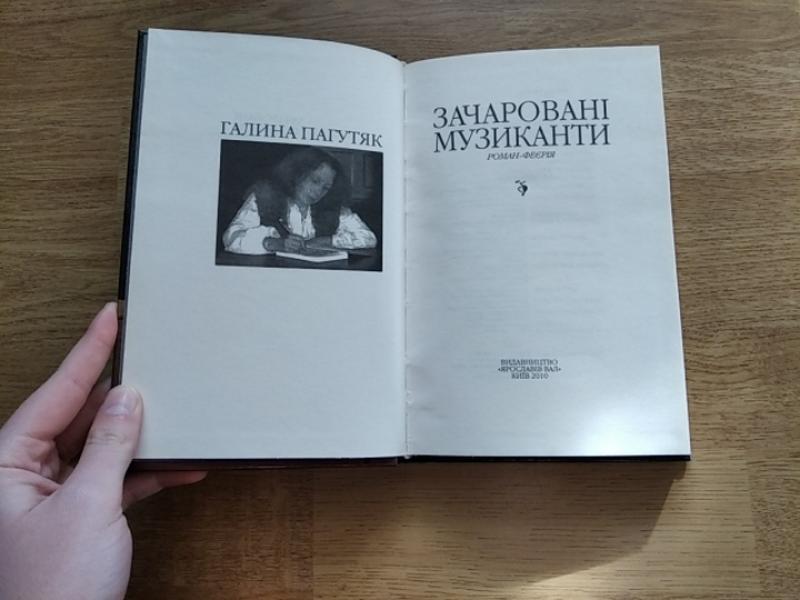 ГАЛИНА ПАГУТЯК
ЗАЧАРОВАНІ
МУЗИКАНТИ
РОМАН-ФЕЄРІЯ
ВИДАВНИЦТВО
«ЯРОСЛАВІВ ВАЛ»
КИЇВ 2010